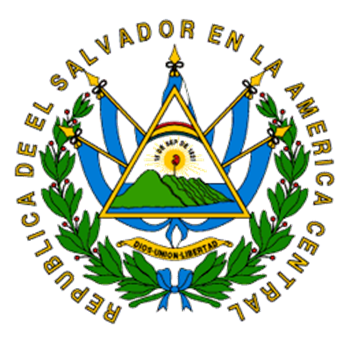 REPUBLICA DE EL SALVADOR EN LA AMERICA CENTRAL
15 DE SEP DE 1821
DIOS·UNION·LIBERTAD